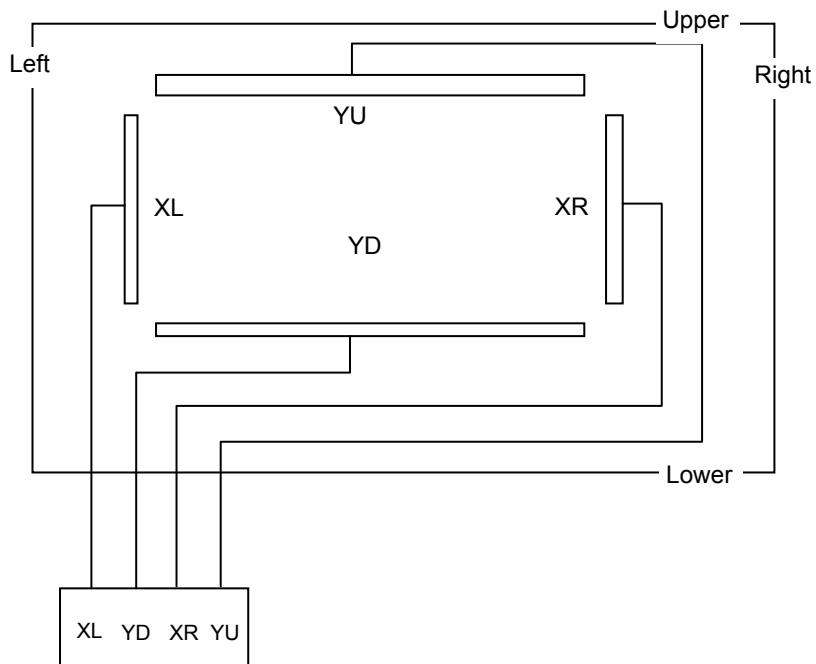 Upper
Left
Right
YU
XL
XR
YD
Lower
XL YD XR YU